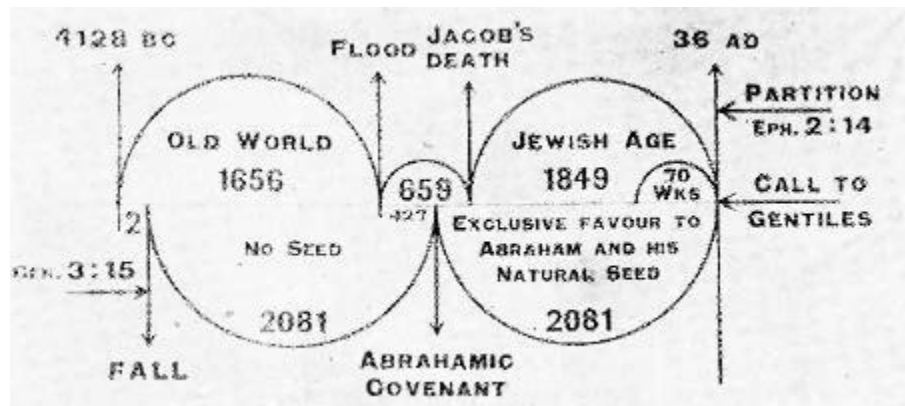 4128 BC
FLOOD
JACOB'S
DEATH
36 AD
PARTITION
EPH. 2:14
OLD WORLD
1656
659
JEWISH AGE
1849
70
WKS
CALL TO
GENTILES
2
427
NO SEED
EXCLUSIVE FAVOUR TO
ABRAHAM AND HIS
NATURAL SEED
GEN. 3:15
2081
2081
FALL
ABRAHAMIC
COVENANT